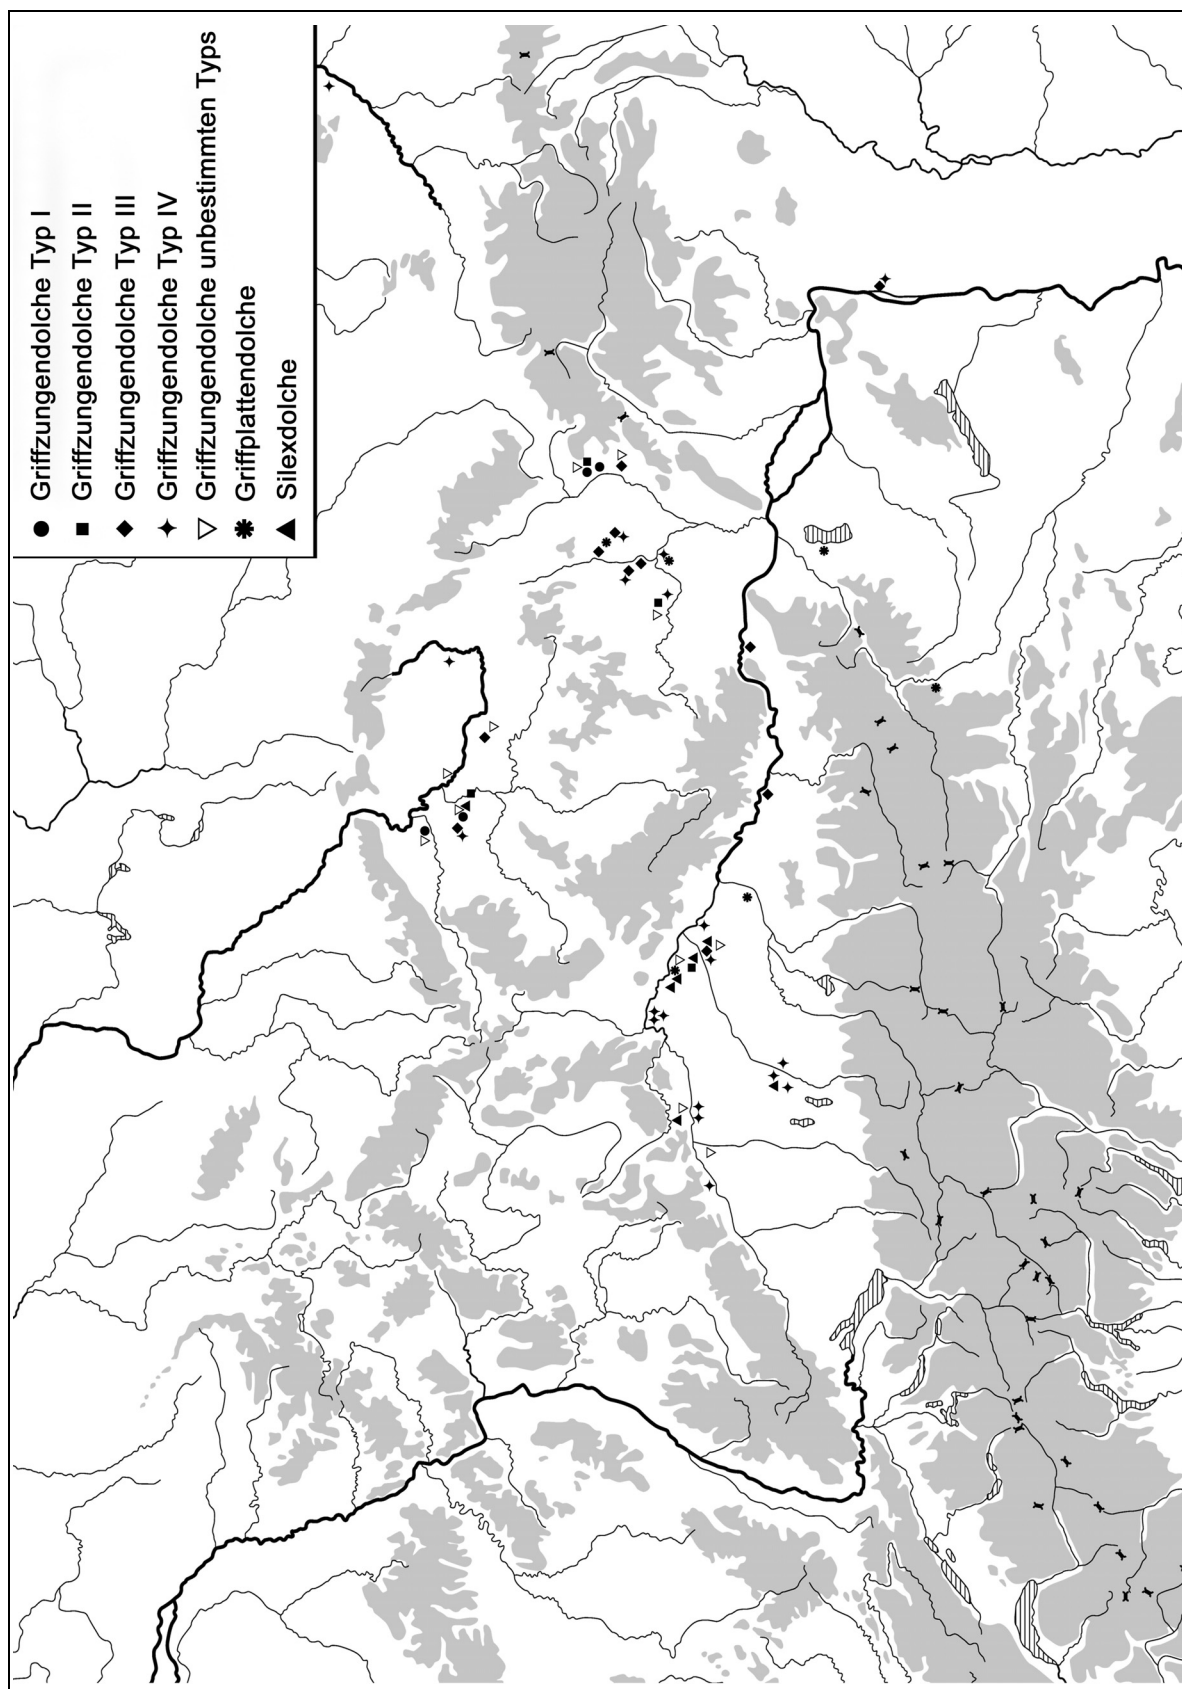 Griffzungendolche Typ I
Griffzungendolche Typ II
Griffzungendolche Typ III
Griffzungendolche Typ IV
Griffzungendolche unbestimmten Typs
Griffplattendolche
Silexdolche